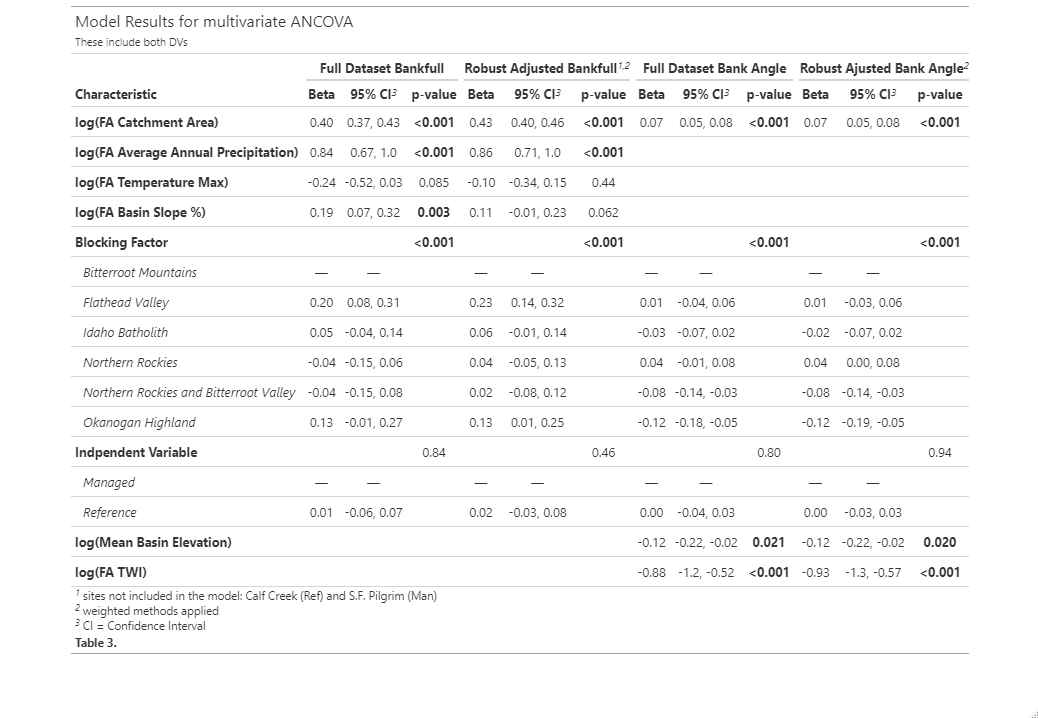 Model Results for multivariate ANCOVA
These include both DVs
Full Dataset Bankfull Robust Adjusted Bankfull1,2 Full Dataset Bank Angle Robust Ajusted Bank Angle2
Characteristic Beta 95% CI3 p-value Beta 95% CI3 p-value Beta 95% CI3 p-value Beta 95% CI3 p-value
log(FA Catchment Area) 0.40 0.37, 0.43 <0.001 0.43 0.40, 0.46 <0.001 0.07 0.05, 0.08 <0.001 0.07 0.05, 0.08 <0.001
log(FA Average Annual Precipitation) 0.84 0.67, 1.0 <0.001 0.86 0.71, 1.0 <0.001
log(FA Temperature Max) -0.24 -0.52, 0.03 0.085 -0.10 -0.34, 0.15 0.44
log(FA Basin Slope %) 0.19 0.07, 0.32 0.003 0.11 -0.01, 0.23 0.062
Blocking Factor <0.001 <0.001 <0.001 <0.001
Bitterroot Mountains — — — — — — — —
Flathead Valley 0.20 0.08, 0.31 0.23 0.14, 0.32 0.01 -0.04, 0.06 0.01 -0.03, 0.06
Idaho Batholith 0.05 -0.04, 0.14 0.06 -0.01, 0.14 -0.03 -0.07, 0.02 -0.02 -0.07, 0.02
Northern Rockies -0.04 -0.15, 0.06 0.04 -0.05, 0.13 0.04 -0.01, 0.08 0.04 0.00, 0.08
Northern Rockies and Bitterroot Valley -0.04 -0.15, 0.08 0.02 -0.08, 0.12 -0.08 -0.14, -0.03 -0.08 -0.14, -0.03
Okanogan Highland 0.13 -0.01, 0.27 0.13 0.01, 0.25 -0.12 -0.18, -0.05 -0.12 -0.19, -0.05
Indpendent Variable 0.84 0.46 0.80 0.94
Managed — — — — — — — —
Reference 0.01 -0.06, 0.07 0.02 -0.03, 0.08 0.00 -0.04, 0.03 0.00 -0.03, 0.03
log(Mean Basin Elevation) -0.12 -0.22, -0.02 0.021 -0.12 -0.22, -0.02 0.020
log(FA TWI) -0.88 -1.2, -0.52 <0.001 -0.93 -1.3, -0.57 <0.001
1 sites not included in the model: Calf Creek (Ref) and S.F. Pilgrim (Man)
2 weighted methods applied
3 CI = Confidence Interval
Table 3.